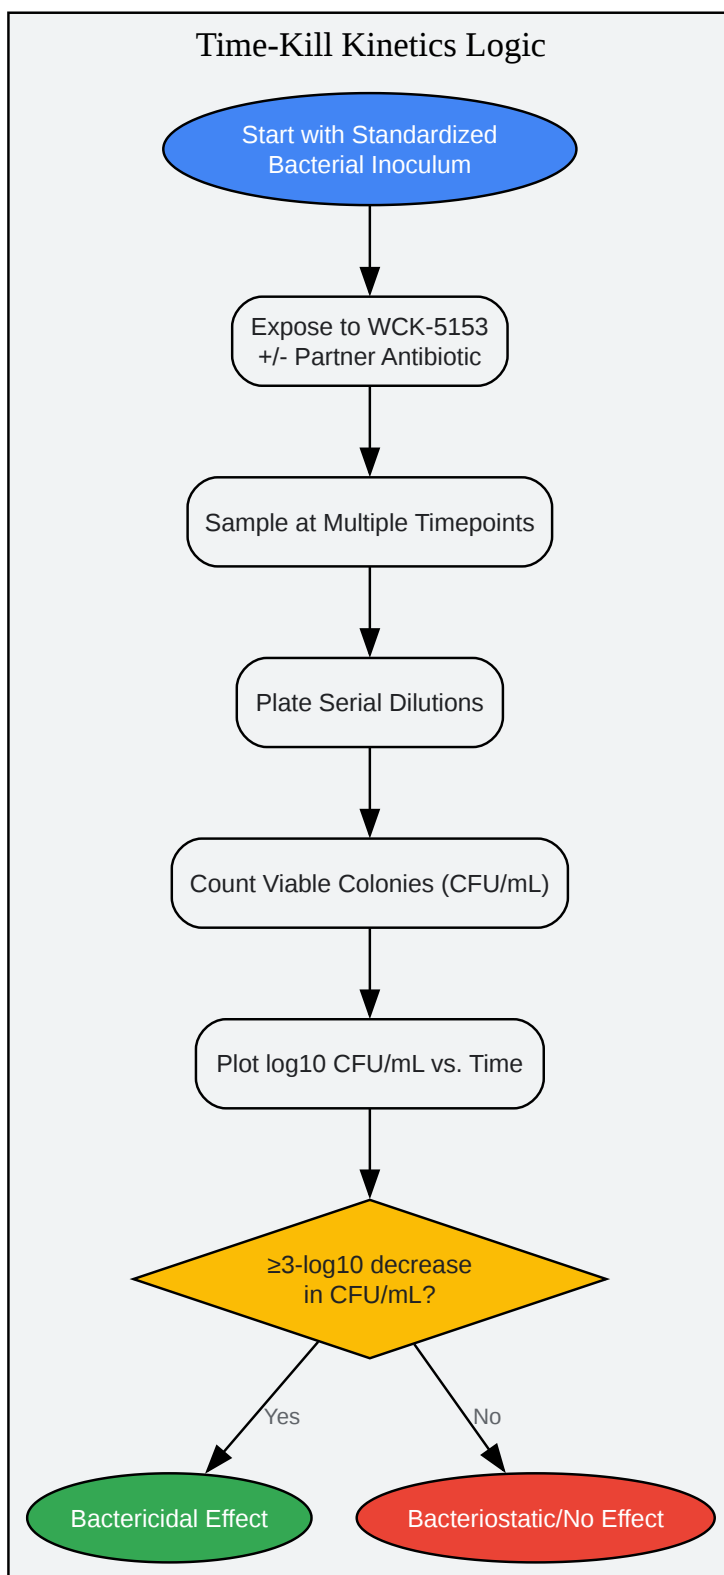 Time-Kill Kinetics Logic
Start with Standardized
Bacterial Inoculum
Expose to WCK-5153
+/- Partner Antibiotic
Sample at Multiple Timepoints
Plate Serial Dilutions
Count Viable Colonies (CFU/mL)
Plot log10 CFU/mL vs. Time
≥3-log10 decrease
in CFU/mL?
Yes
No
Bactericidal Effect
Bacteriostatic/No Effect